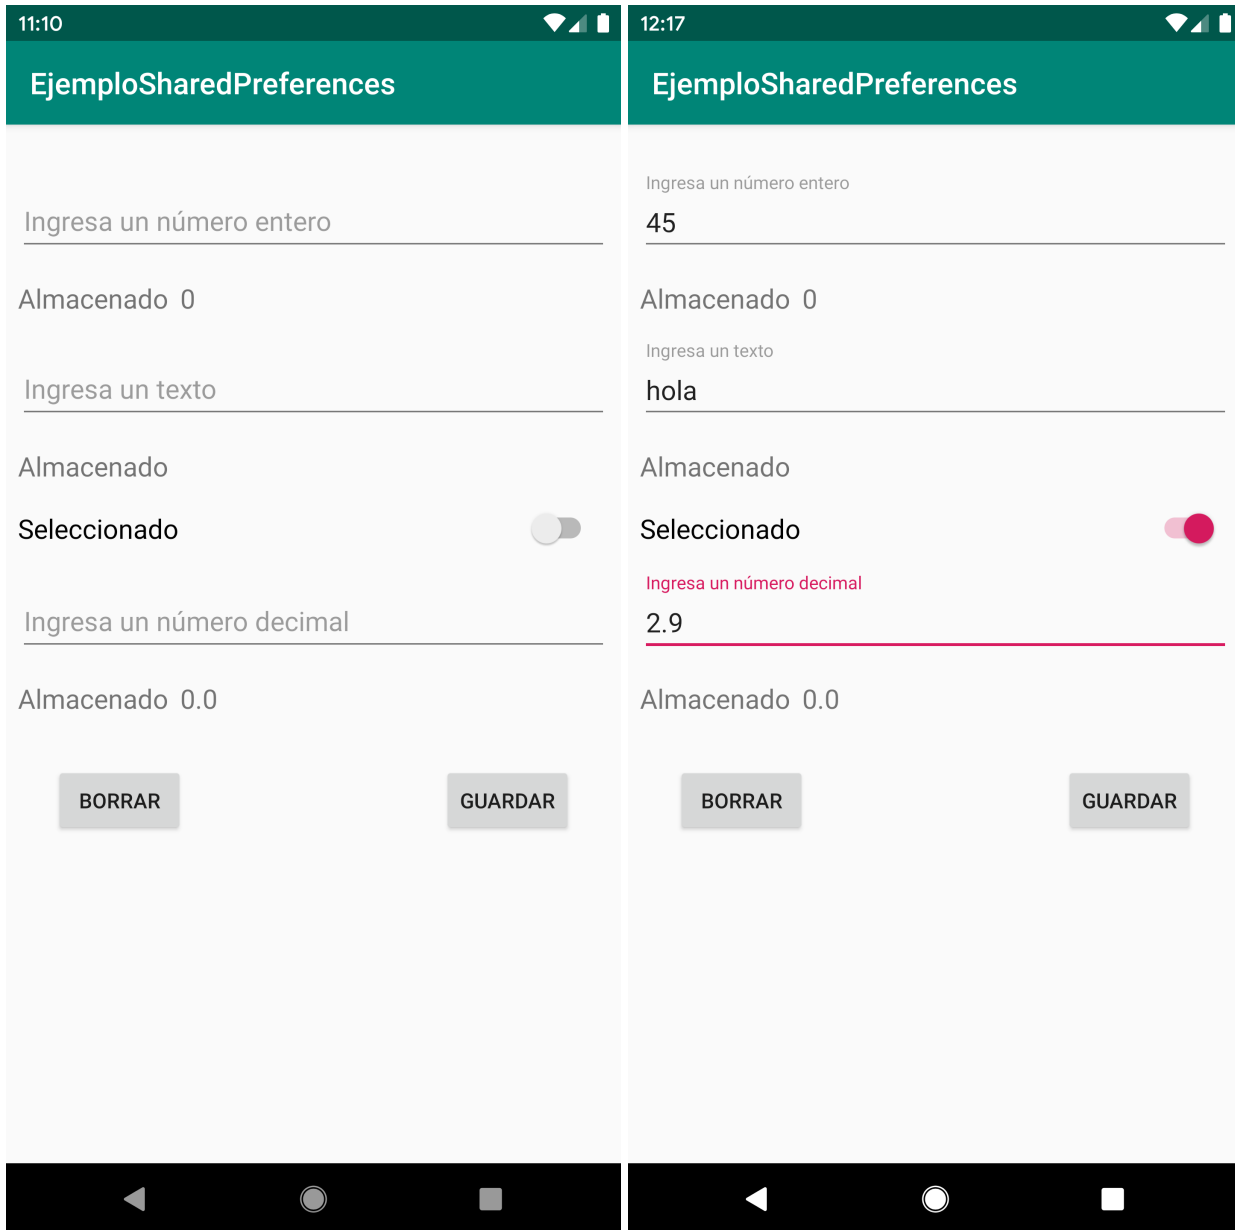 11:10
EjemploSharedPreferences
Ingresa un número entero
Almacenado 0
Ingresa un texto
Almacenado
Seleccionado
Ingresa un número decimal
Almacenado 0.0
BORRAR GUARDAR
12:17
EjemploSharedPreferences
Ingresa un número entero
45
Almacenado 0
Ingresa un texto
hola
Almacenado
Seleccionado
Ingresa un número decimal
2.9
Almacenado 0.0
BORRAR GUARDAR